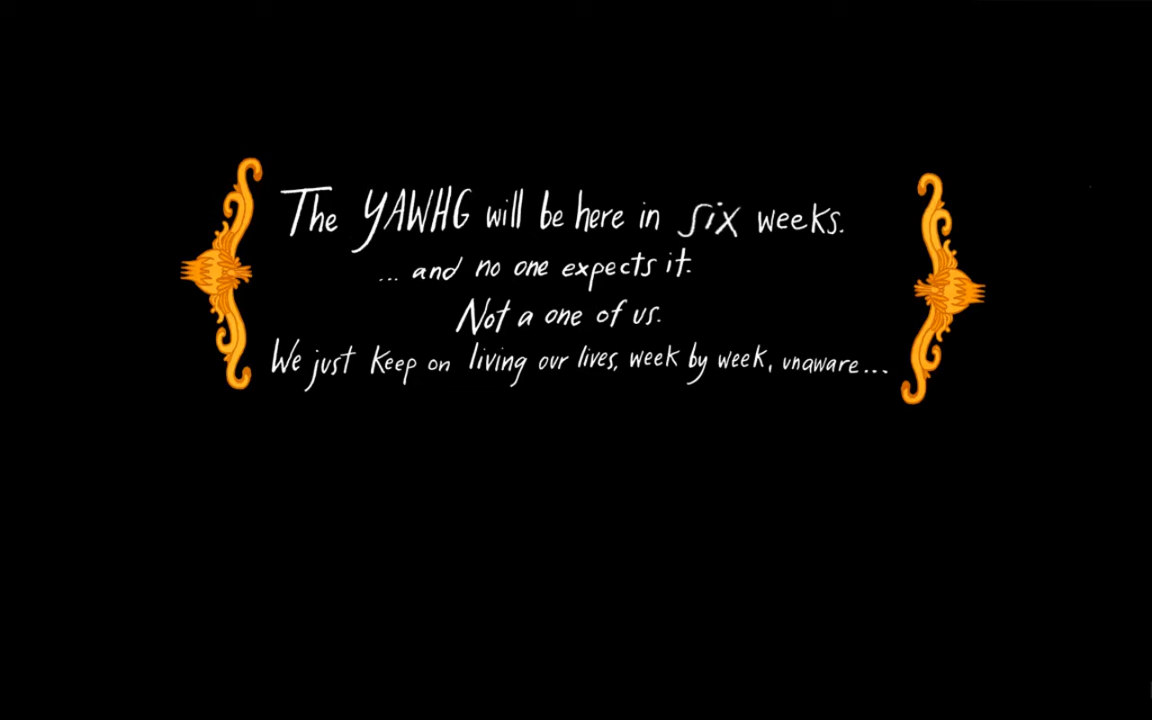 The YAWHG will be here in six weeks.
... and no one expects it.
Not a one of us.
We just keep on living our lives, week by week, unaware...